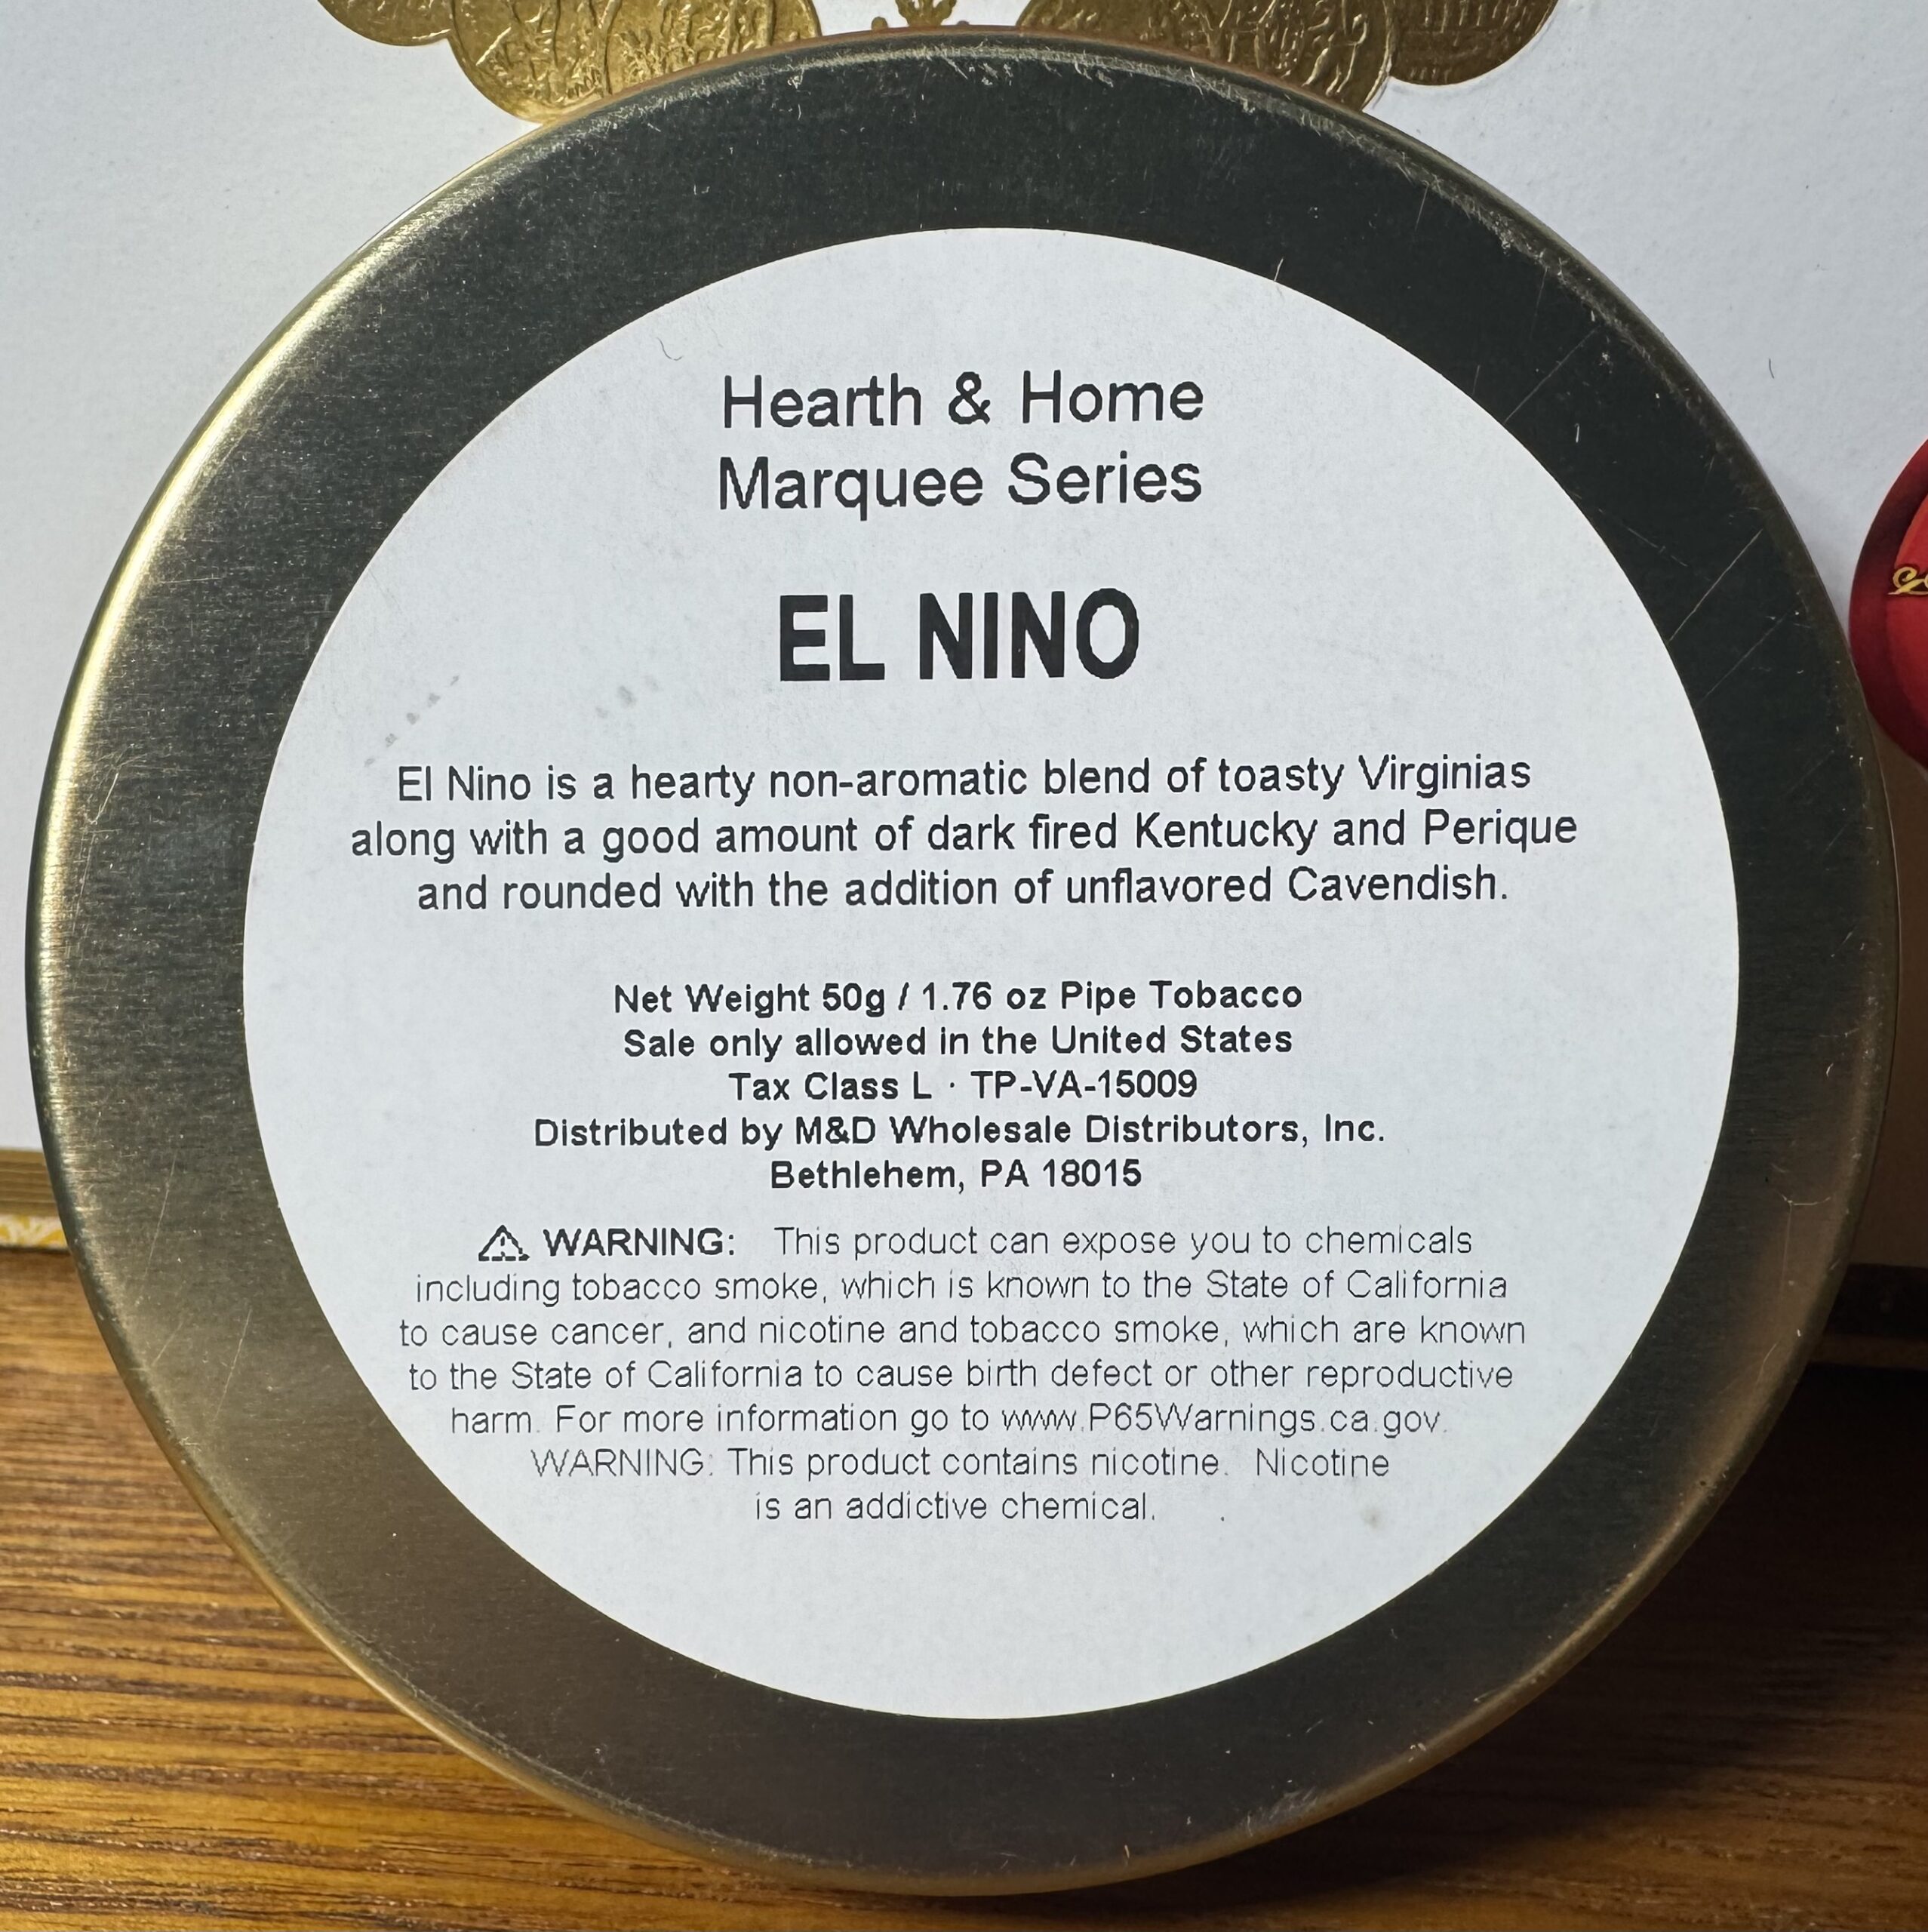 Hearth & Home
Marquee Series
EL NINO
El Nino is a hearty non-aromatic blend of toasty Virginias
along with a good amount of dark fired Kentucky and Perique
and rounded with the addition of unflavored Cavendish.
Net Weight 50g / 1.76 oz Pipe Tobacco
Sale only allowed in the United States
Tax Class L · TP-VA-15009
Distributed by M&D Wholesale Distributors, Inc.
Bethlehem, PA 18015
⚠ WARNING: This product can expose you to chemicals
including tobacco smoke, which is known to the State of California
to cause cancer, and nicotine and tobacco smoke, which are known
to the State of California to cause birth defect or other reproductive
harm. For more information go to www.P65Warnings.ca.gov.
WARNING: This product contains nicotine. Nicotine
is an addictive chemical.